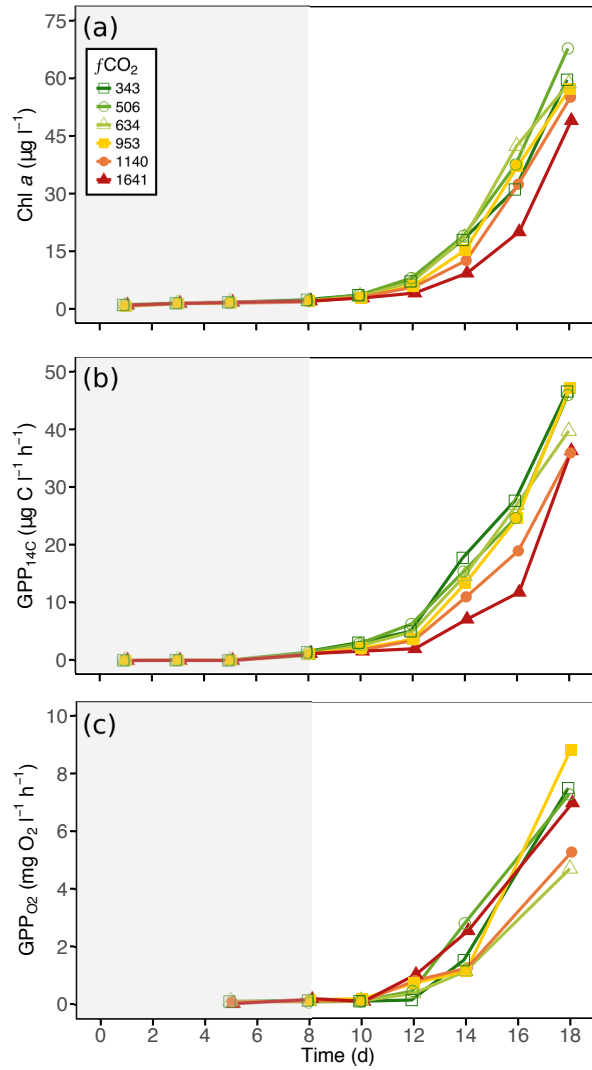 (a)
Chl a (µg l⁻¹)
75
60
45
30
15
0
fCO₂
343
506
634
953
1140
1641
(b)
GPP₁₄C (µg C l⁻¹ h⁻¹)
50
40
30
20
10
0
(c)
GPP_O2 (mg O₂ l⁻¹ h⁻¹)
10
8
6
4
2
0
0 2 4 6 8 10 12 14 16 18
Time (d)